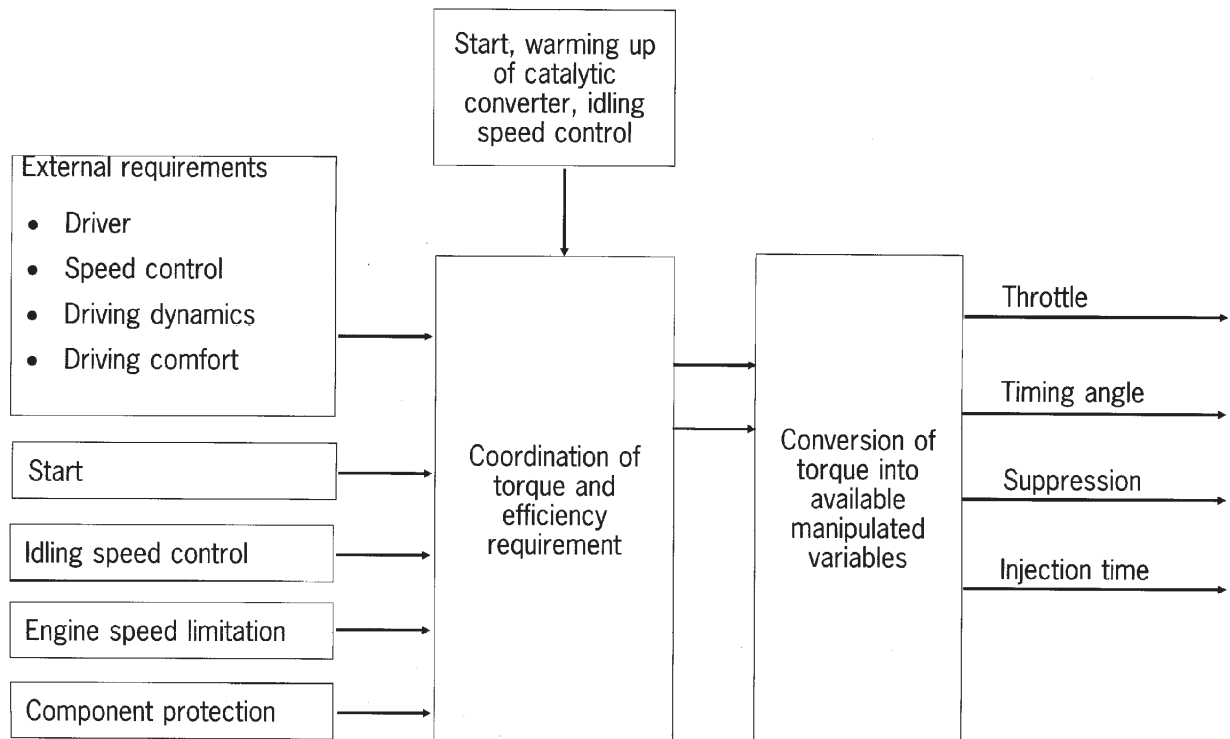 Start, warming up
of catalytic
converter, idling
speed control
External requirements
• Driver
• Speed control
• Driving dynamics
• Driving comfort
Start
Idling speed control
Engine speed limitation
Component protection
Coordination of
torque and
efficiency
requirement
Conversion of
torque into
available
manipulated
variables
Throttle
Timing angle
Suppression
Injection time